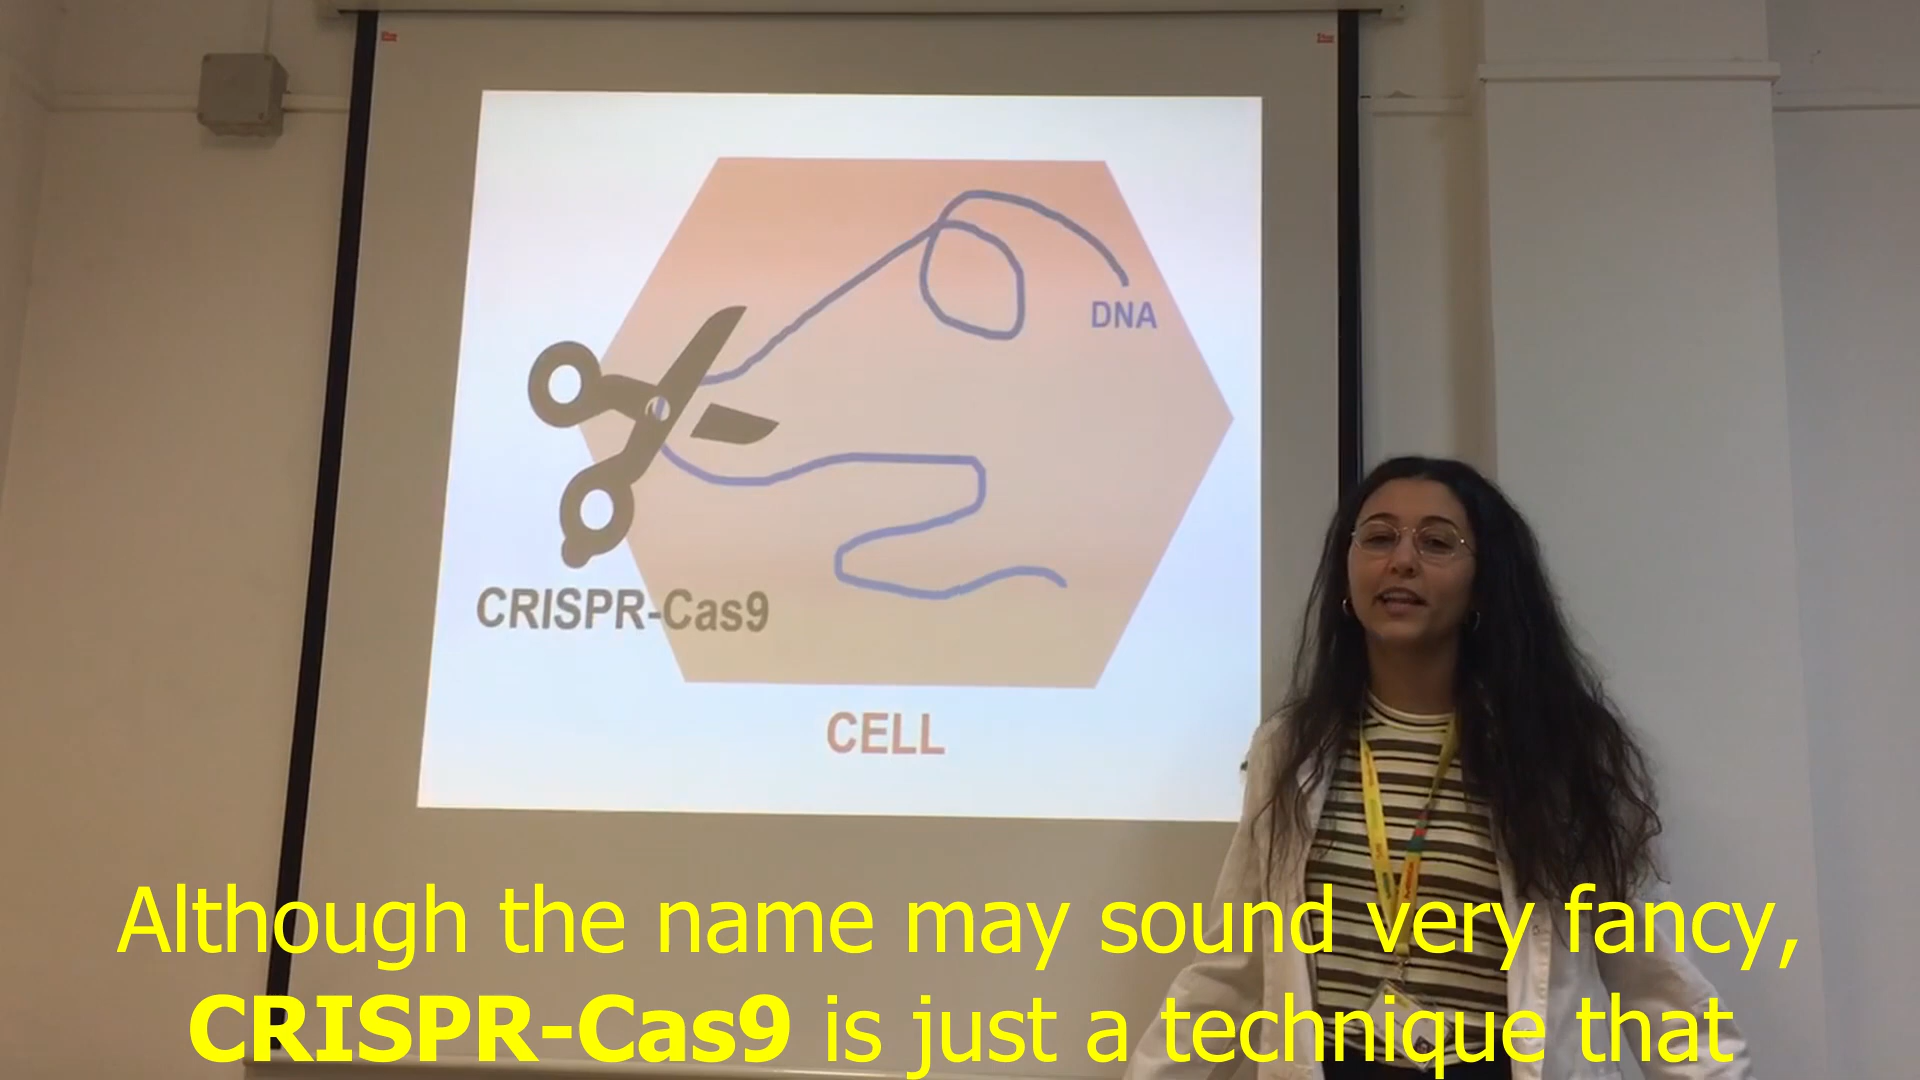 DNA
CRISPR-Cas9
CELL
Although the name may sound very fancy,
CRISPR-Cas9 is just a technique that